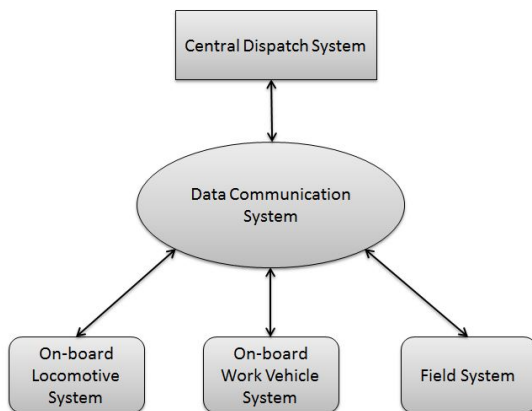 Central Dispatch System
Data Communication
System
On-board
Locomotive
System
On-board
Work Vehicle
System
Field System